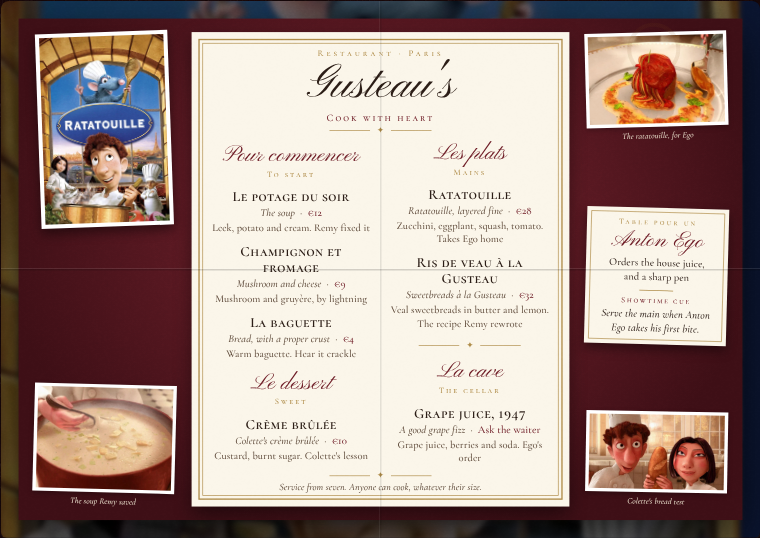 RATATOUILLE
The soup Remy saved
Restaurant · Paris
Gusteau's
Cook with heart
Pour commencer
To start
Le potage du soir
The soup · €12
Leek, potato and cream. Remy fixed it
Champignon et
fromage
Mushroom and cheese · €9
Mushroom and gruyère, by lightning
La baguette
Bread, with a proper crust · €4
Warm baguette. Hear it crackle
Le dessert
Sweet
Crème brûlée
Colette's crème brûlée · €10
Custard, burnt sugar. Colette's lesson
Les plats
Mains
Ratatouille
Ratatouille, layered fine · €28
Zucchini, eggplant, squash, tomato.
Takes Ego home
Ris de veau à la
Gusteau
Sweetbreads à la Gusteau · €32
Veal sweetbreads in butter and lemon.
The recipe Remy rewrote
La cave
The cellar
Grape juice, 1947
A good grape fizz · Ask the waiter
Grape juice, berries and soda. Ego's
order
Service from seven. Anyone can cook, whatever their size.
The ratatouille, for Ego
Table pour un
Anton Ego
Orders the house juice,
and a sharp pen
Showtime cue
Serve the main when Anton
Ego takes his first bite.
Colette's bread test